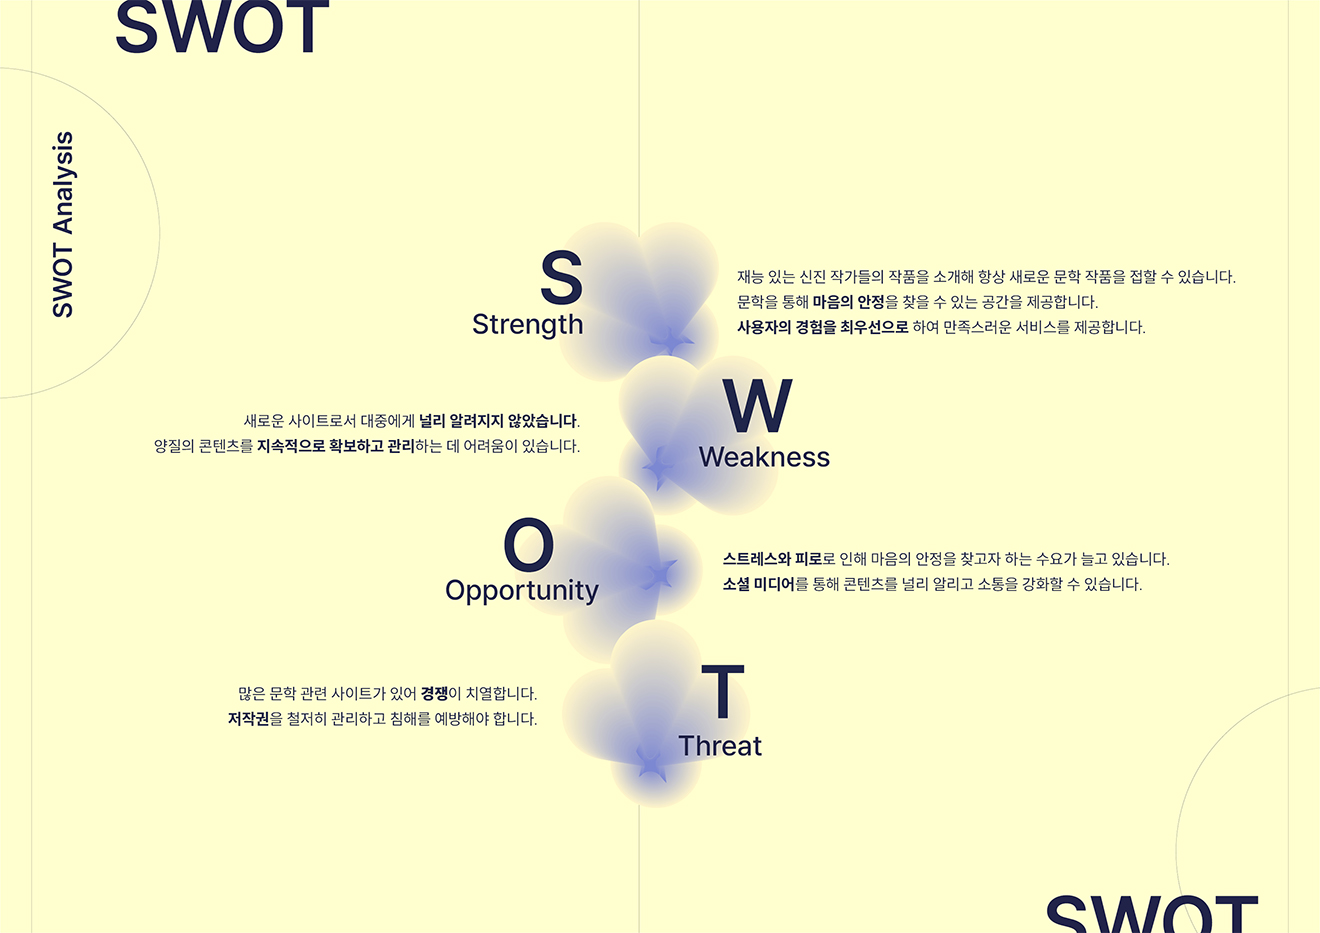 SWOT
SWOT Analysis
S
Strength
재능 있는 신진 작가들의 작품을 소개해 항상 새로운 문학 작품을 접할 수 있습니다.
문학을 통해 마음의 안정을 찾을 수 있는 공간을 제공합니다.
사용자의 경험을 최우선으로 하여 만족스러운 서비스를 제공합니다.
W
Weakness
새로운 사이트로서 대중에게 널리 알려지지 않았습니다.
양질의 콘텐츠를 지속적으로 확보하고 관리하는 데 어려움이 있습니다.
O
Opportunity
스트레스와 피로로 인해 마음의 안정을 찾고자 하는 수요가 늘고 있습니다.
소셜 미디어를 통해 콘텐츠를 널리 알리고 소통을 강화할 수 있습니다.
T
Threat
많은 문학 관련 사이트가 있어 경쟁이 치열합니다.
저작권을 철저히 관리하고 침해를 예방해야 합니다.
SWOT